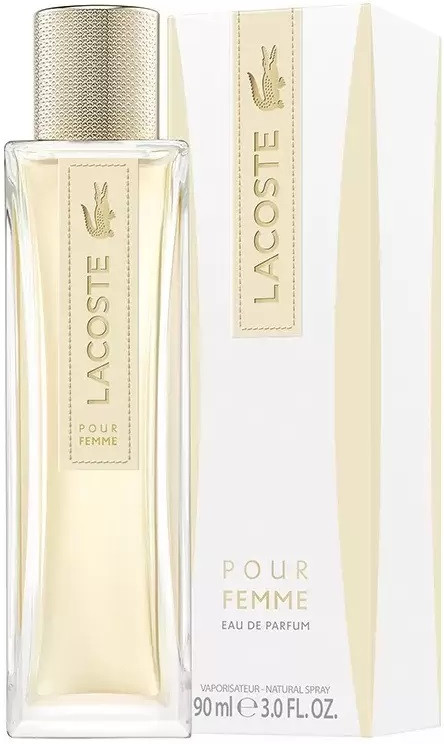 LACOSTE
POUR
FEMME
LACOSTE
POUR
FEMME
EAU DE PARFUM
VAPORISATEUR - NATURAL SPRAY
90 ml ℮ 3.0 FL. OZ.